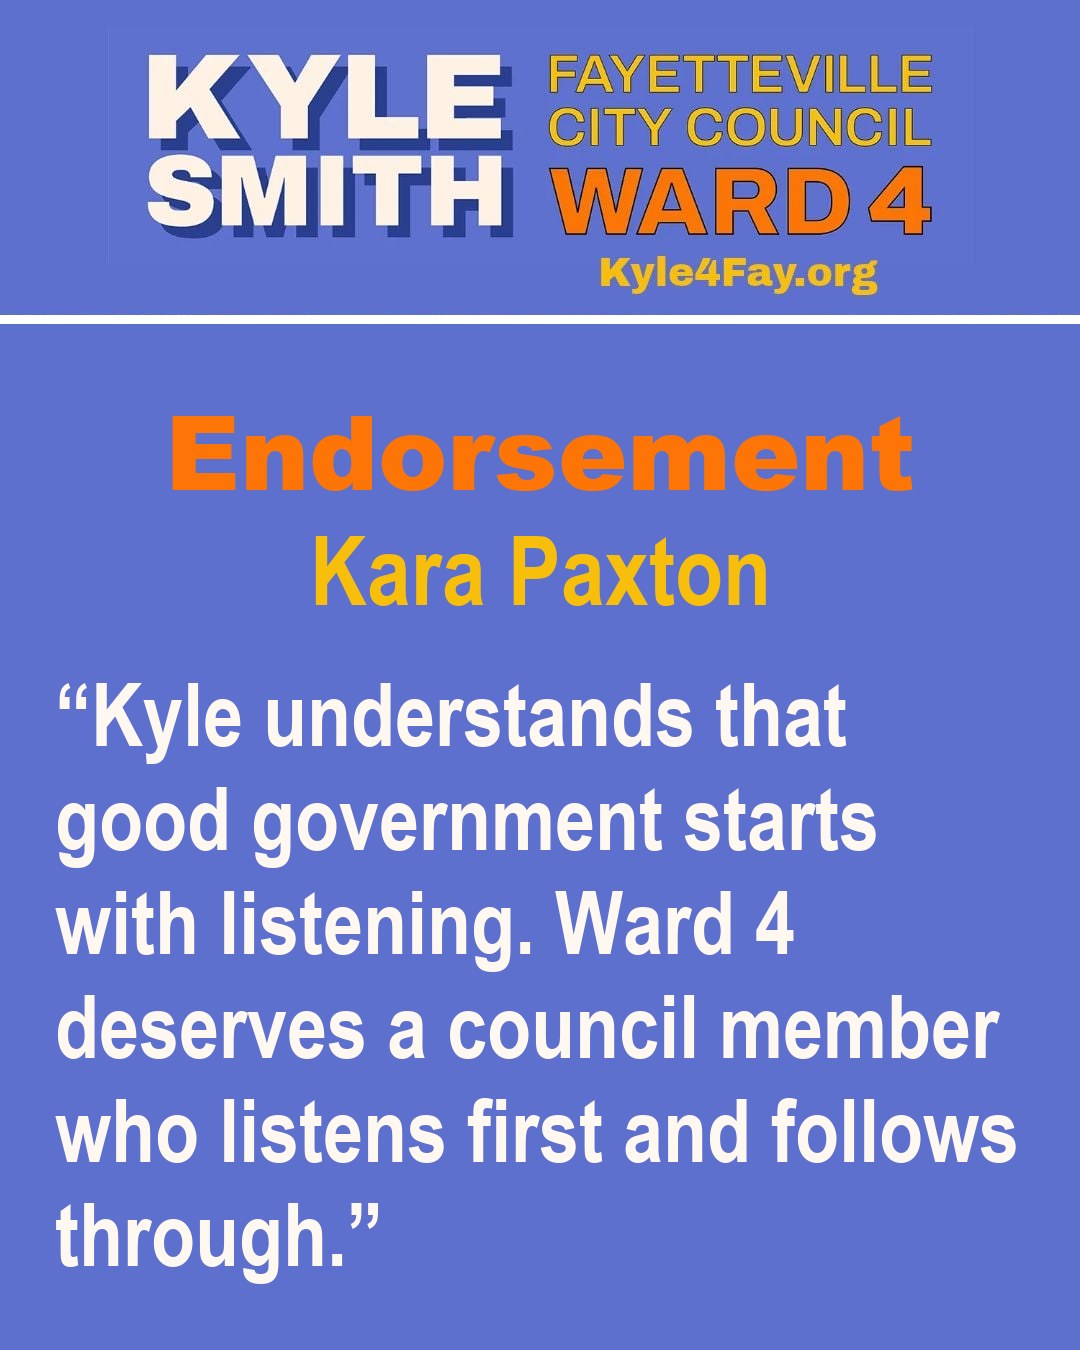 KYLE
SMITH
FAYETTEVILLE
CITY COUNCIL
WARD 4
Kyle4Fay.org
Endorsement
Kara Paxton
“Kyle understands that
good government starts
with listening. Ward 4
deserves a council member
who listens first and follows
through.”